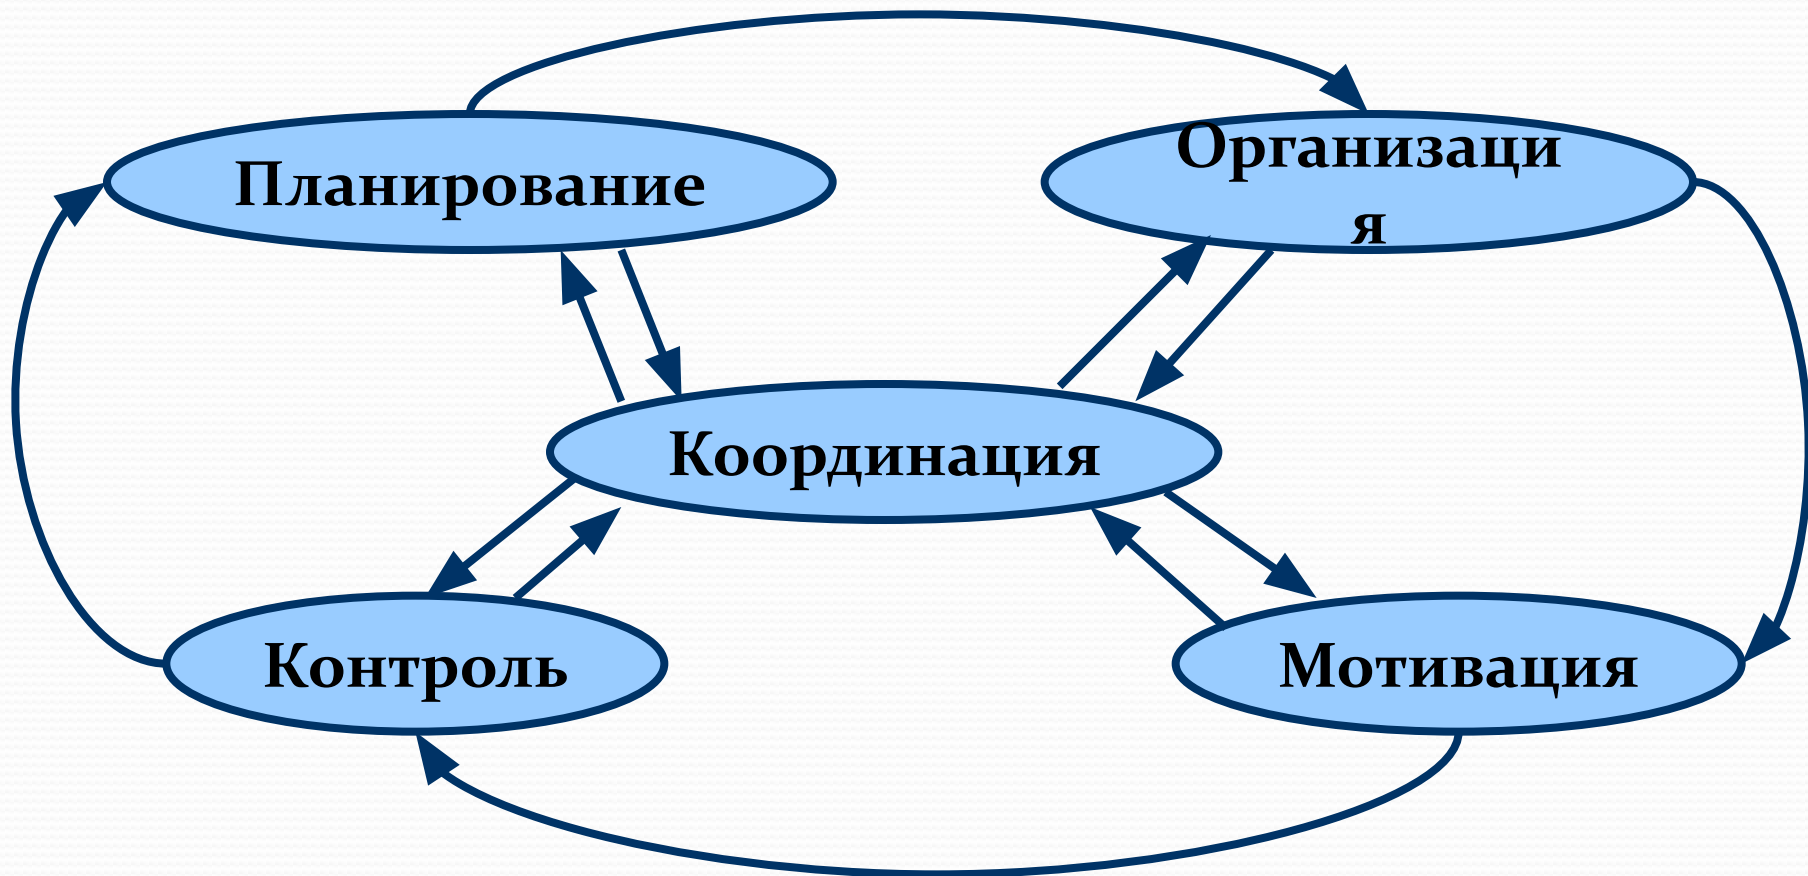 Планирование
Организаци
я
Координация
Контроль
Мотивация